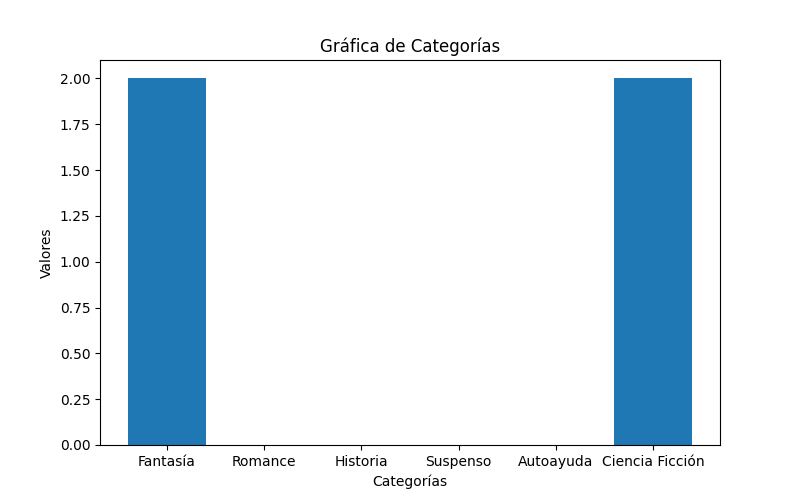 Gráfica de Categorías
Valores
2.00
1.75
1.50
1.25
1.00
0.75
0.50
0.25
0.00
Fantasía Romance Historia Suspenso Autoayuda Ciencia Ficción
Categorías